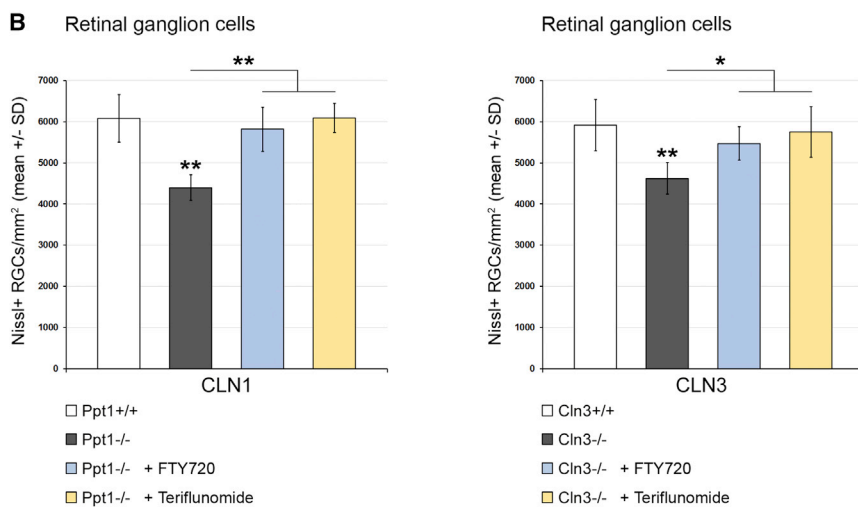 B
Retinal ganglion cells
Nissl+ RGCs/mm² (mean +/- SD)
7000
6000
5000
4000
3000
2000
1000
0
**
**
CLN1
Ppt1+/+
Ppt1-/-
Ppt1-/- + FTY720
Ppt1-/- + Teriflunomide
Retinal ganglion cells
Nissl+ RGCs/mm² (mean +/- SD)
7000
6000
5000
4000
3000
2000
1000
0
*
**
CLN3
Cln3+/+
Cln3-/-
Cln3-/- + FTY720
Cln3-/- + Teriflunomide